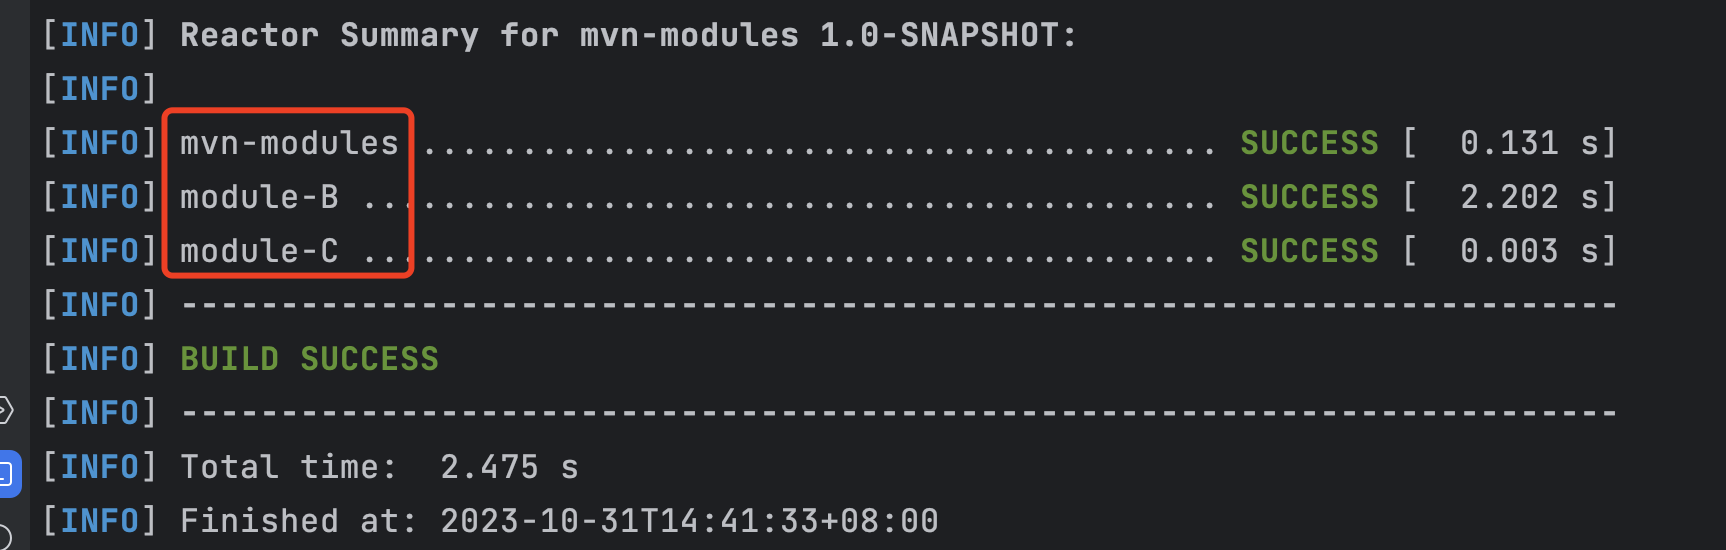 [INFO] Reactor Summary for mvn-modules 1.0-SNAPSHOT:
[INFO]
[INFO] mvn-modules ........................................ SUCCESS [  0.131 s]
[INFO] module-B ........................................... SUCCESS [  2.202 s]
[INFO] module-C ........................................... SUCCESS [  0.003 s]
[INFO] ------------------------------------------------------------------------
[INFO] BUILD SUCCESS
[INFO] ------------------------------------------------------------------------
[INFO] Total time:  2.475 s
[INFO] Finished at: 2023-10-31T14:41:33+08:00